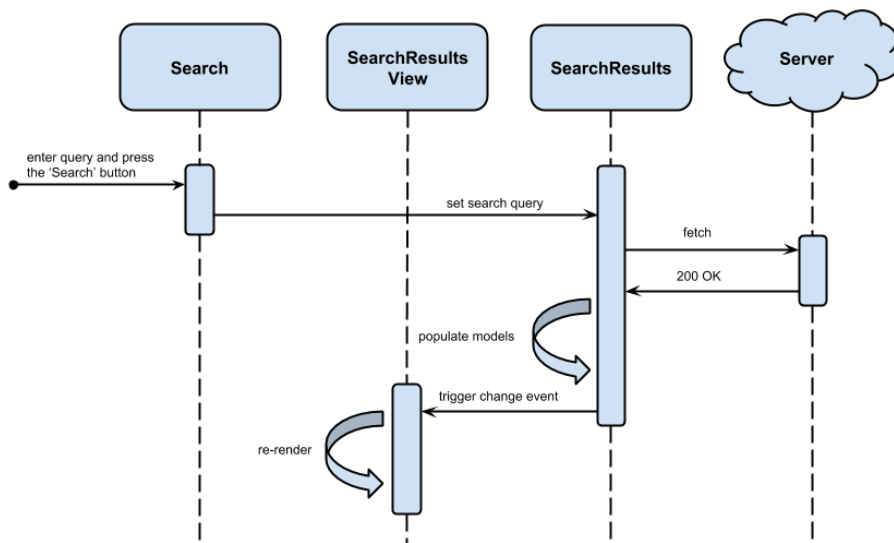 Search
SearchResults
View
SearchResults
Server
enter query and press
the ‘Search’ button
set search query
fetch
200 OK
populate models
trigger change event
re-render